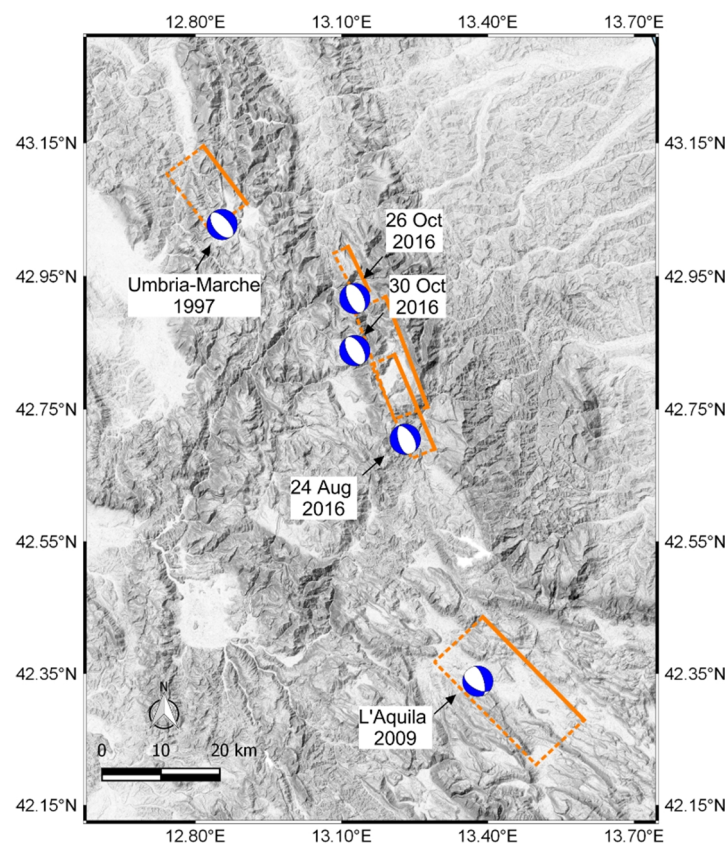 12.80°E 13.10°E 13.40°E 13.70°E
43.15°N 43.15°N
26 Oct
2016
42.95°N 42.95°N
30 Oct
2016
Umbria-Marche
1997
42.75°N 42.75°N
24 Aug
2016
42.55°N 42.55°N
42.35°N 42.35°N
N
L'Aquila
2009
0 10 20 km
42.15°N 42.15°N
12.80°E 13.10°E 13.40°E 13.70°E